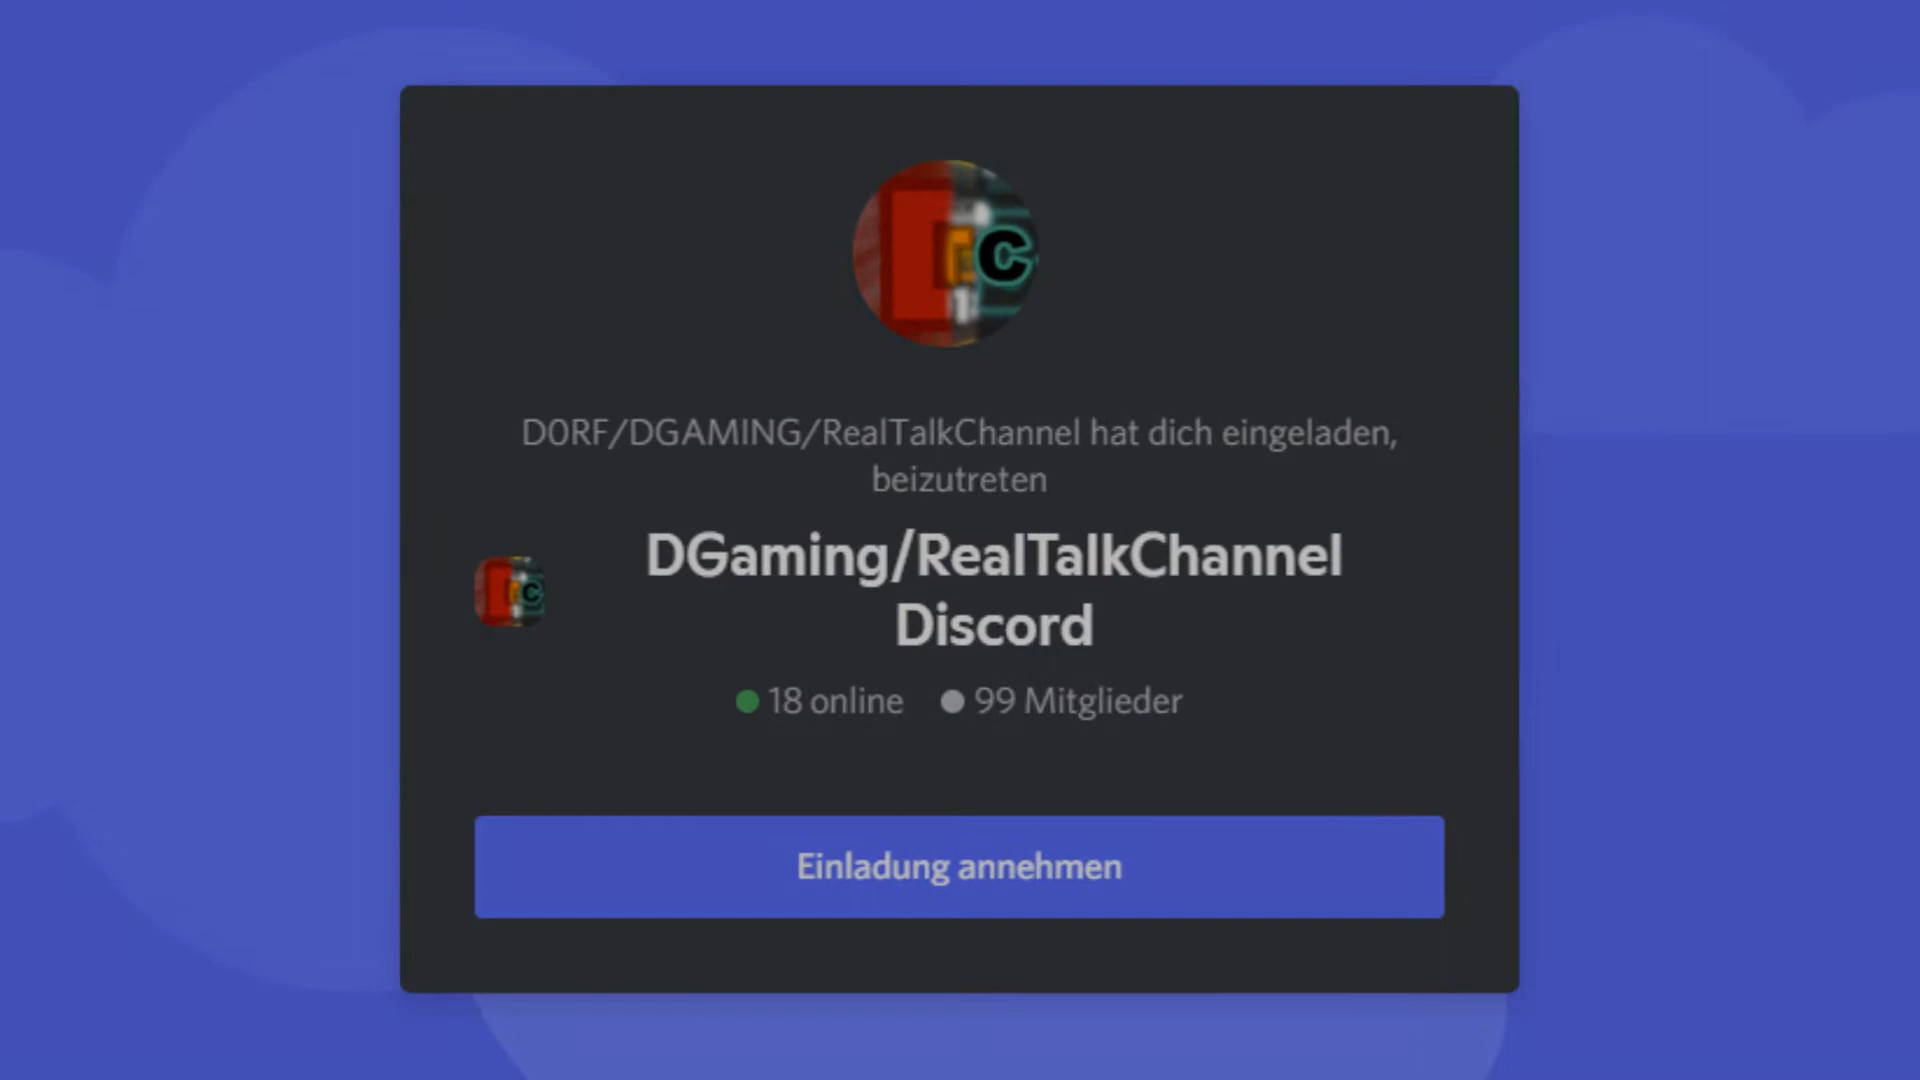 C
D0RF/DGAMING/RealTalkChannel hat dich eingeladen,
beizutreten
DGaming/RealTalkChannel
Discord
18 online 99 Mitglieder
Einladung annehmen